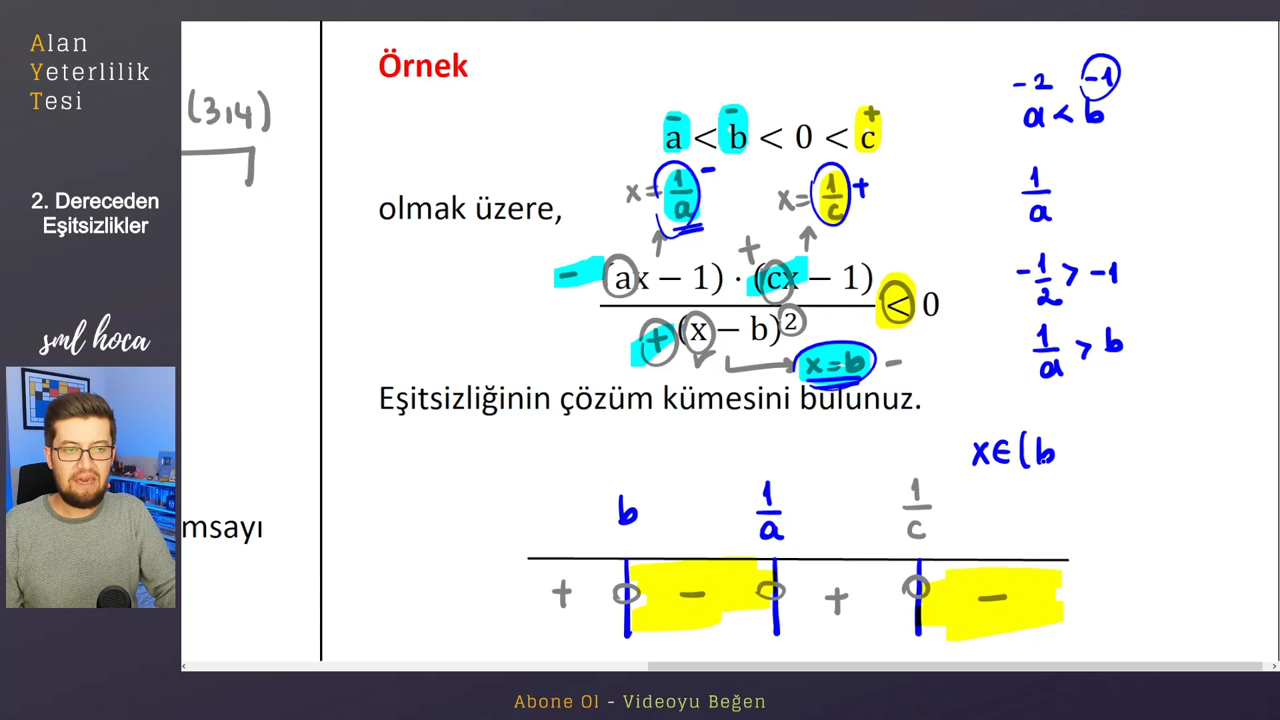 Alan
Yeterlilik
Tesi
2. Dereceden
Eşitsizlikler
sml hoca
(3,4)
msayı
Örnek
- - +
a < b < 0 < c
olmak üzere,
x = 1/a -
x = 1/c +
- (ax − 1) · + (cx − 1)
+ (x − b)²
< 0
x = b -
Eşitsizliğinin çözüm kümesini bulunuz.
-2 -1
a < b
1/a
-1/2 > -1
1/a > b
x ∈ (b
b 1/a 1/c
+ - + -
Abone Ol - Videoyu Beğen